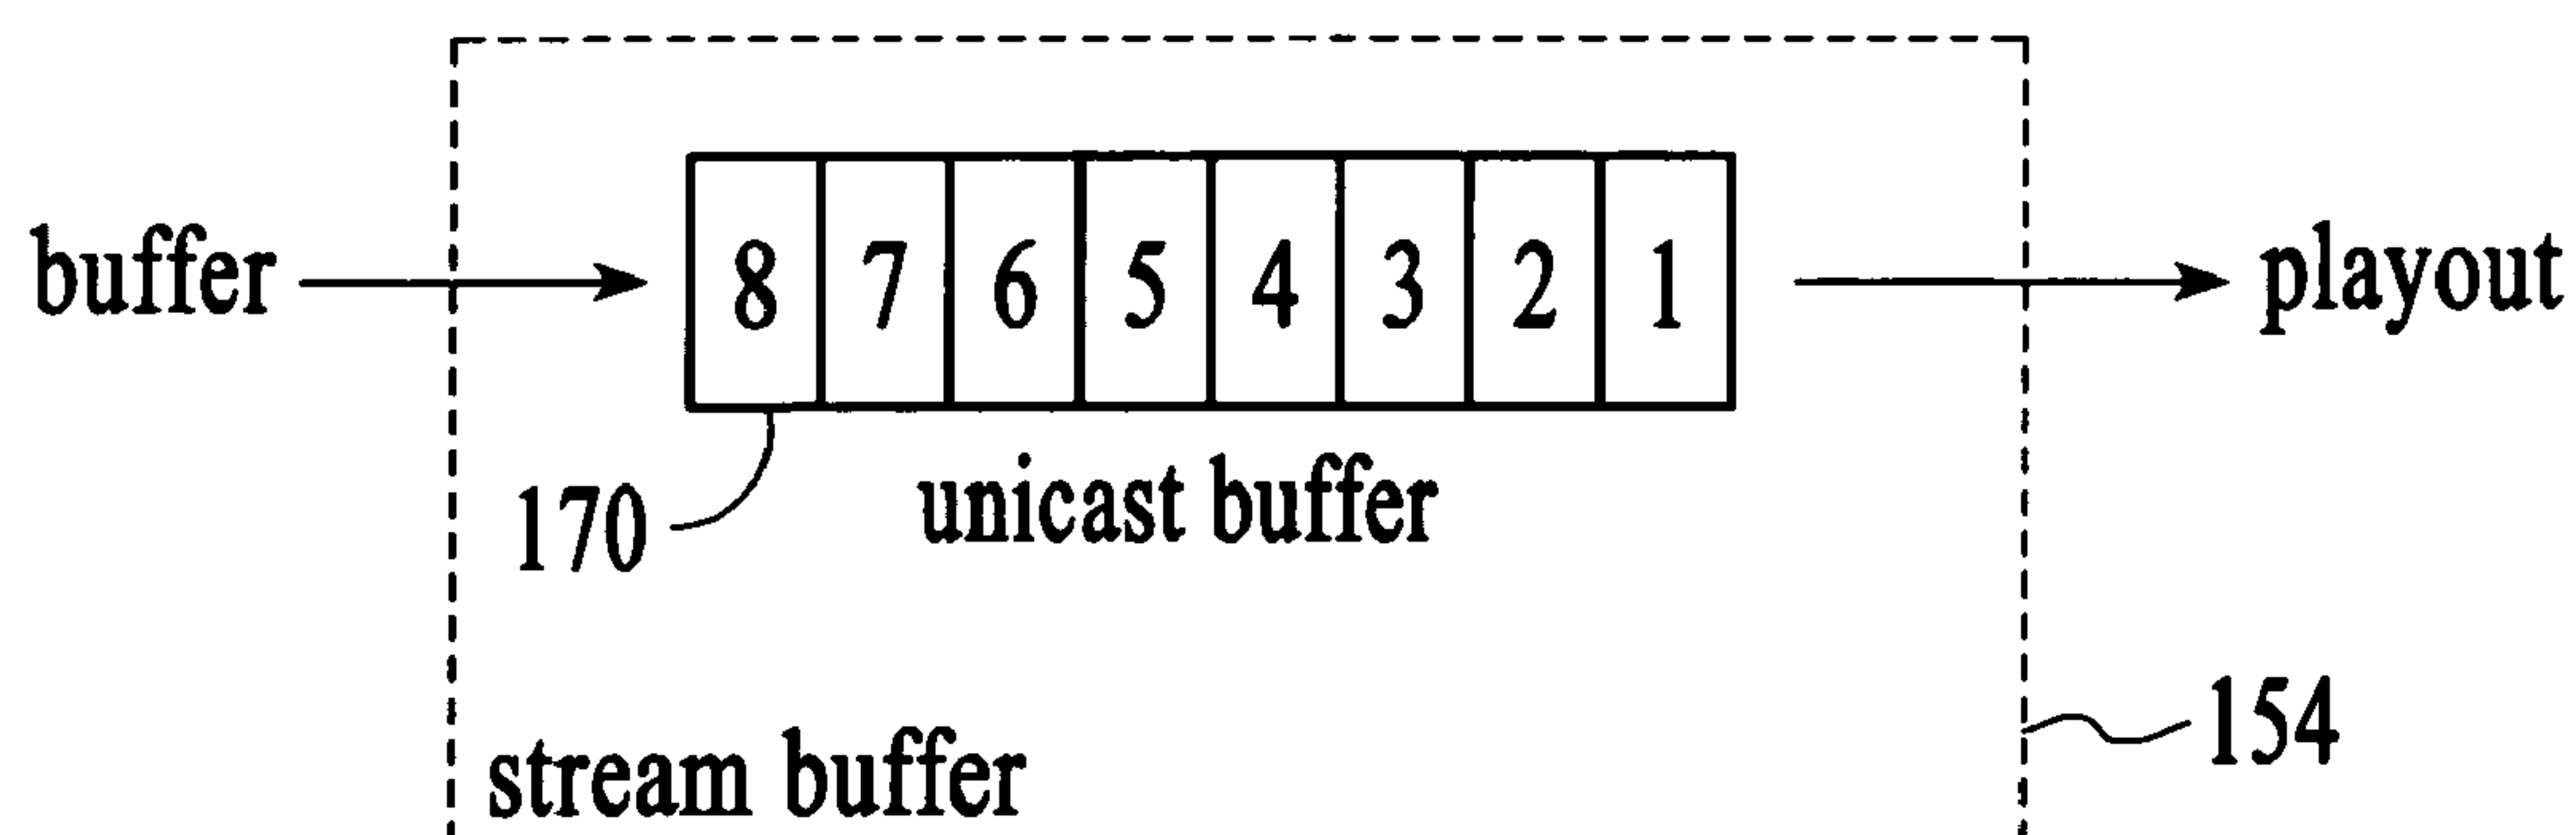 buffer 8 7 6 5 4 3 2 1 playout
170 unicast buffer
154
stream buffer